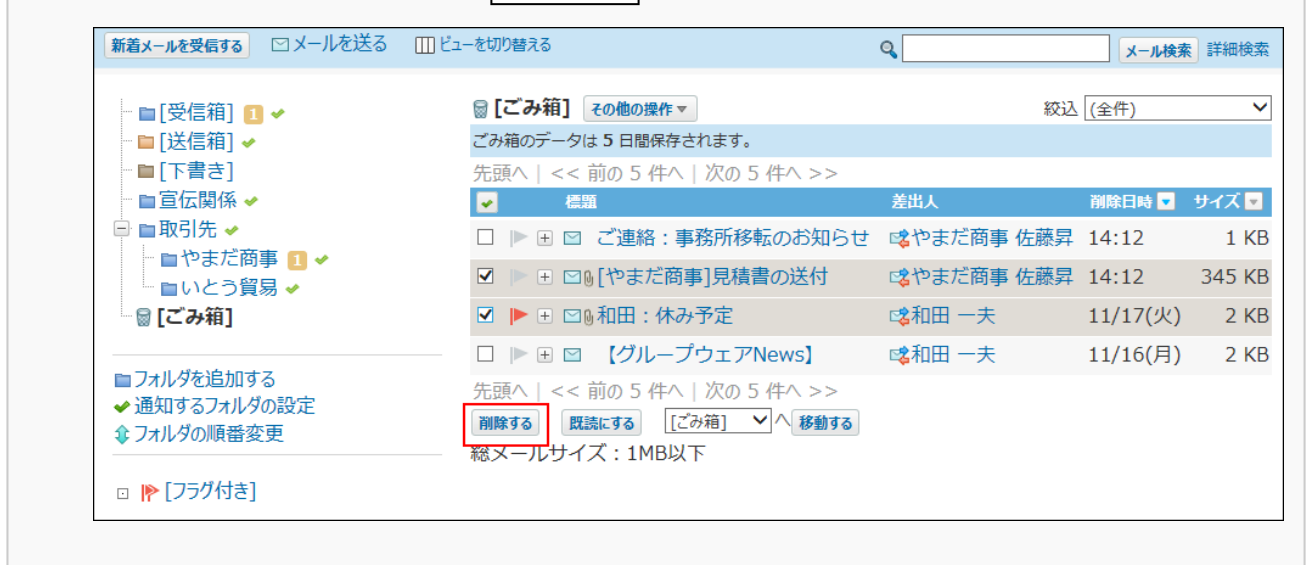 新着メールを受信する メールを送る ビューを切り替える メール検索 詳細検索
[受信箱] 1
[送信箱]
[下書き]
宣伝関係
取引先
やまだ商事 1
いとう貿易
[ごみ箱]
フォルダを追加する
通知するフォルダの設定
フォルダの順番変更
[フラグ付き]
[ごみ箱] その他の操作 絞込 (全件)
ごみ箱のデータは 5 日間保存されます。
先頭へ | << 前の 5 件へ | 次の 5 件へ >>
標題 差出人 削除日時 サイズ
ご連絡：事務所移転のお知らせ やまだ商事 佐藤昇 14:12 1 KB
[やまだ商事]見積書の送付 やまだ商事 佐藤昇 14:12 345 KB
和田：休み予定 和田 一夫 11/17(火) 2 KB
【グループウェアNews】 和田 一夫 11/16(月) 2 KB
先頭へ | << 前の 5 件へ | 次の 5 件へ >>
削除する 既読にする [ごみ箱] へ 移動する
総メールサイズ：1MB以下